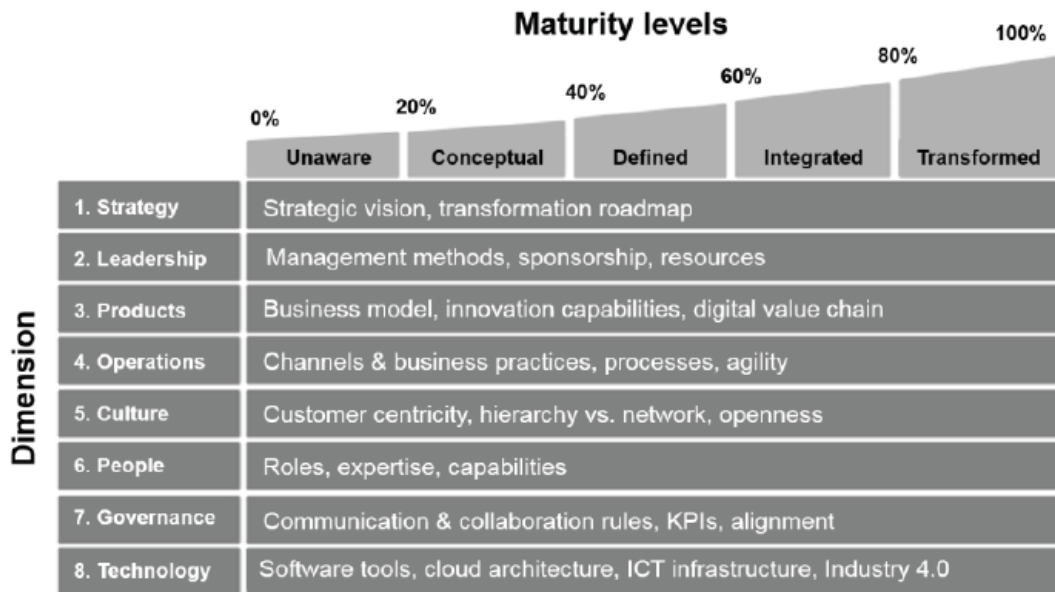 Maturity levels
0% 20% 40% 60% 80% 100%
Unaware Conceptual Defined Integrated Transformed
Dimension
1. Strategy Strategic vision, transformation roadmap
2. Leadership Management methods, sponsorship, resources
3. Products Business model, innovation capabilities, digital value chain
4. Operations Channels & business practices, processes, agility
5. Culture Customer centricity, hierarchy vs. network, openness
6. People Roles, expertise, capabilities
7. Governance Communication & collaboration rules, KPIs, alignment
8. Technology Software tools, cloud architecture, ICT infrastructure, Industry 4.0